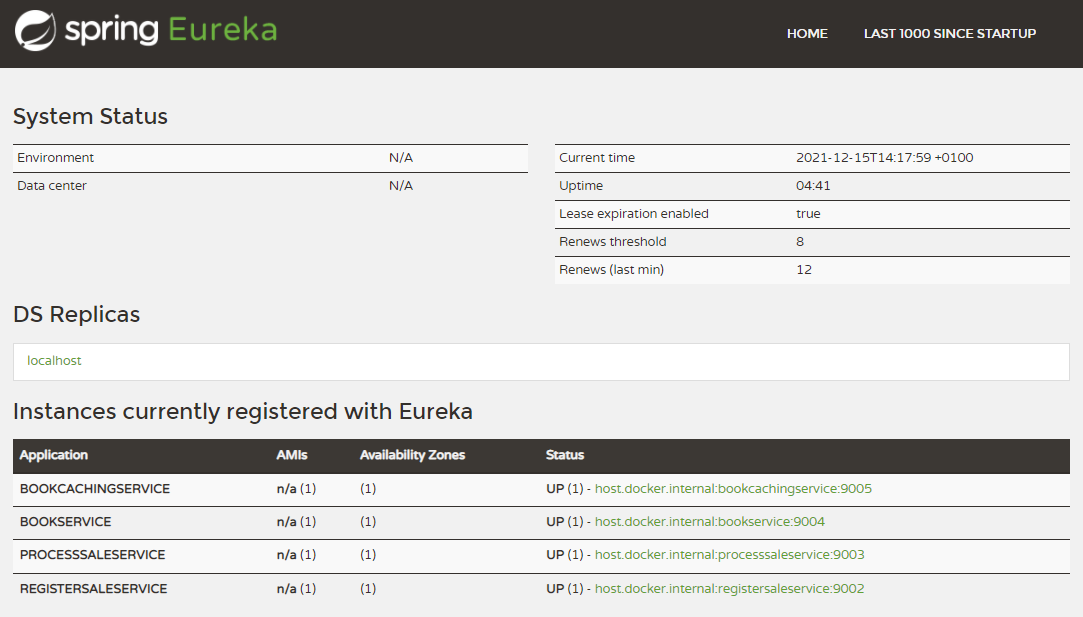 spring Eureka
HOME LAST 1000 SINCE STARTUP
System Status
Environment N/A
Data center N/A
Current time 2021-12-15T14:17:59 +0100
Uptime 04:41
Lease expiration enabled true
Renews threshold 8
Renews (last min) 12
DS Replicas
localhost
Instances currently registered with Eureka
Application AMIs Availability Zones Status
BOOKCACHINGSERVICE n/a (1) (1) UP (1) - host.docker.internal:bookcachingservice:9005
BOOKSERVICE n/a (1) (1) UP (1) - host.docker.internal:bookservice:9004
PROCESSSALESERVICE n/a (1) (1) UP (1) - host.docker.internal:processsaleservice:9003
REGISTERSALESERVICE n/a (1) (1) UP (1) - host.docker.internal:registersaleservice:9002